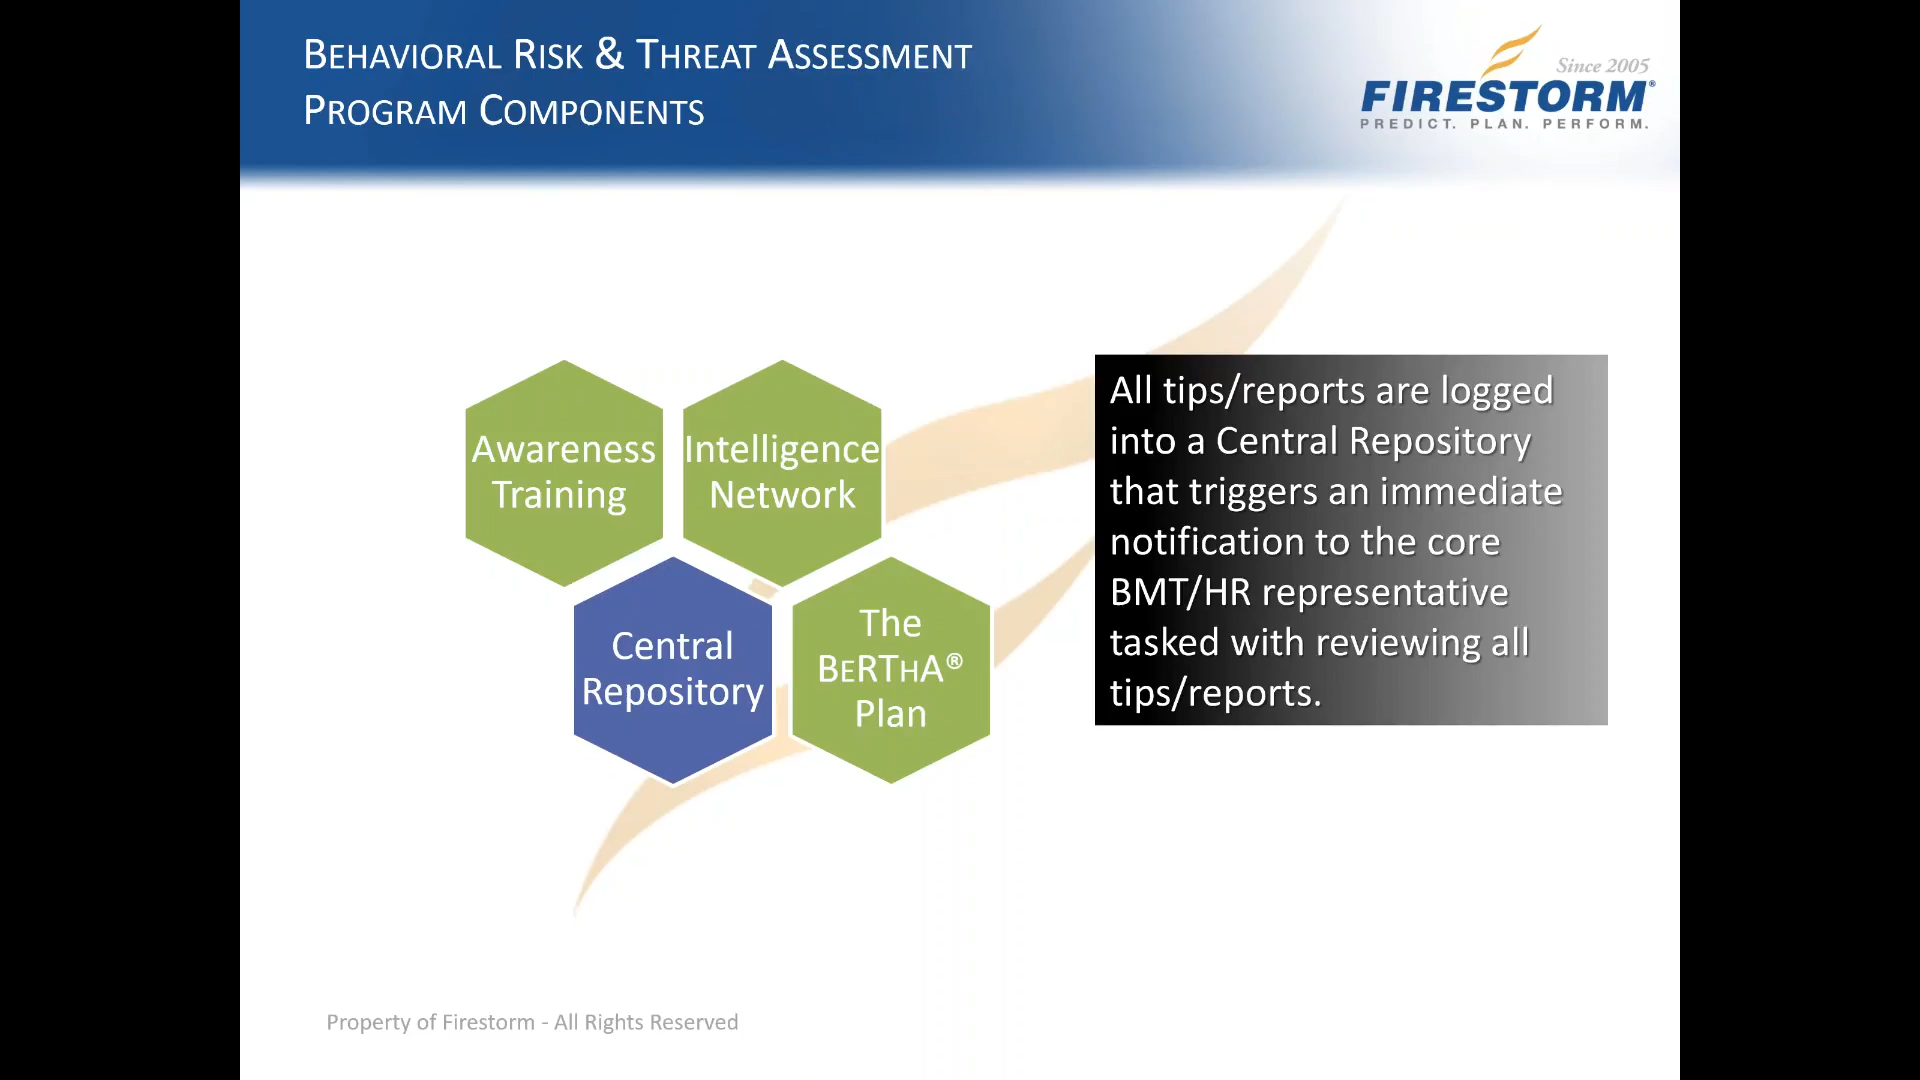 BEHAVIORAL RISK & THREAT ASSESSMENT
PROGRAM COMPONENTS
Since 2005
FIRESTORM®
PREDICT. PLAN. PERFORM.
Awareness
Training
Intelligence
Network
Central
Repository
The
BERTHA®
Plan
All tips/reports are logged
into a Central Repository
that triggers an immediate
notification to the core
BMT/HR representative
tasked with reviewing all
tips/reports.
Property of Firestorm - All Rights Reserved